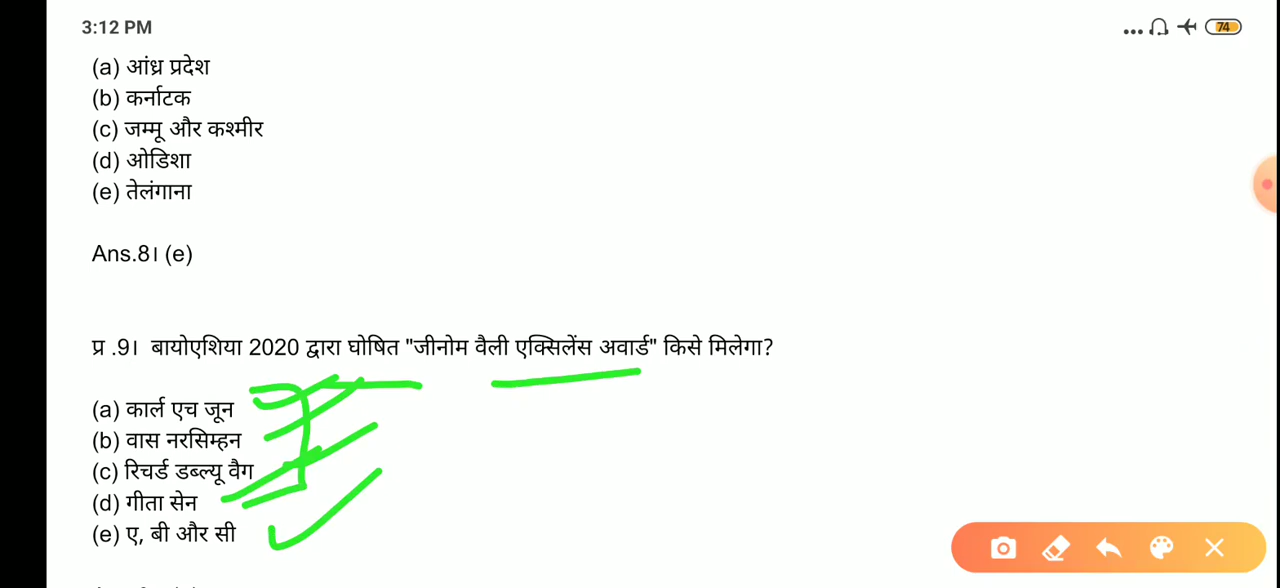 3:12 PM
74
(a) आंध्र प्रदेश
(b) कर्नाटक
(c) जम्मू और कश्मीर
(d) ओडिशा
(e) तेलंगाना
Ans.8। (e)
प्र .9।  बायोएशिया 2020 द्वारा घोषित "जीनोम वैली एक्सिलेंस अवार्ड" किसे मिलेगा?
(a) कार्ल एच जून
(b) वास नरसिम्हन
(c) रिचर्ड डब्ल्यू वैग
(d) गीता सेन
(e) ए, बी और सी